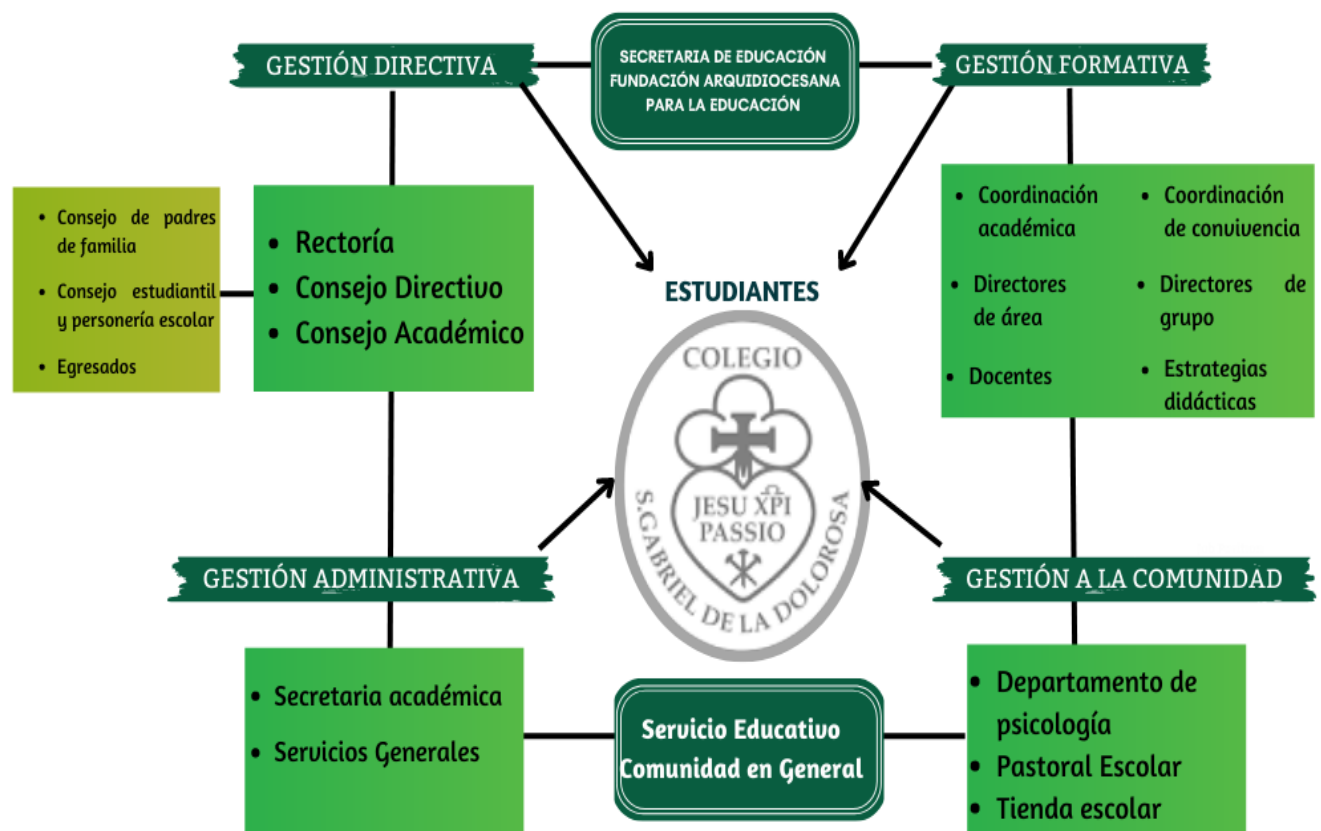 GESTIÓN DIRECTIVA
SECRETARIA DE EDUCACIÓN
FUNDACIÓN ARQUIDIOCESANA
PARA LA EDUCACIÓN
GESTIÓN FORMATIVA
• Consejo de padres
de familia
• Consejo estudiantil
y personería escolar
• Egresados
• Rectoría
• Consejo Directivo
• Consejo Académico
• Coordinación
académica
• Directores
de área
• Docentes
• Coordinación
de convivencia
• Directores de
grupo
• Estrategias
didácticas
ESTUDIANTES
COLEGIO
JESU XPI
PASSIO
S.GABRIEL DE LA DOLOROSA
GESTIÓN ADMINISTRATIVA
GESTIÓN A LA COMUNIDAD
• Secretaria académica
• Servicios Generales
Servicio Educativo
Comunidad en General
• Departamento de
psicología
• Pastoral Escolar
• Tienda escolar